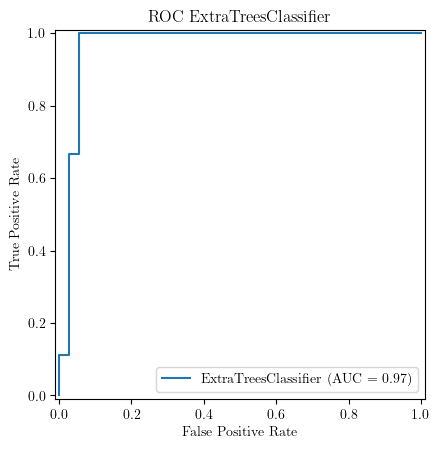 ROC ExtraTreesClassifier
1.0
0.8
0.6
0.4
0.2
0.0
True Positive Rate
ExtraTreesClassifier (AUC = 0.97)
0.0 0.2 0.4 0.6 0.8 1.0
False Positive Rate